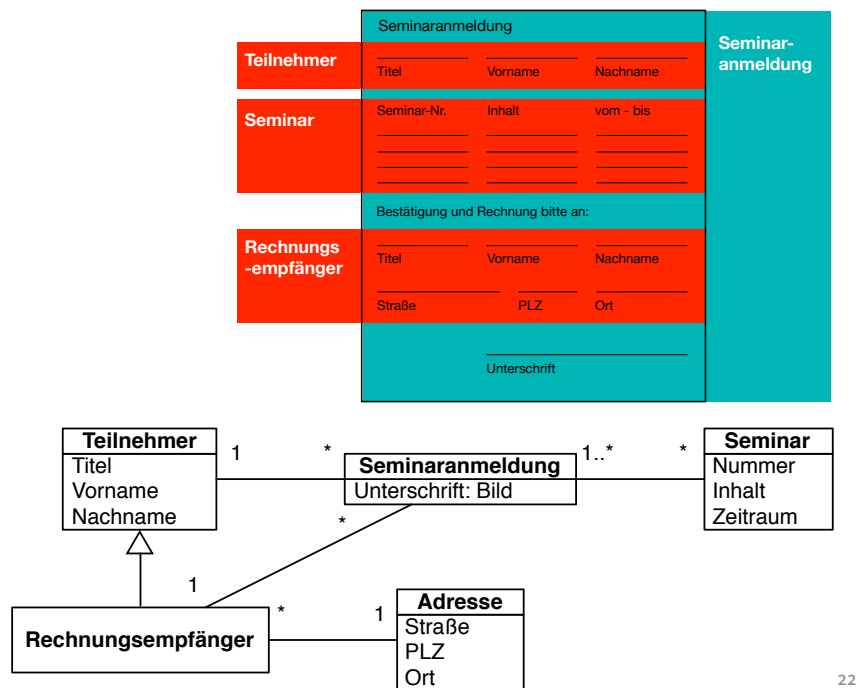 Seminaranmeldung
Seminar-
anmeldung
Teilnehmer
Titel Vorname Nachname
Seminar
Seminar-Nr. Inhalt vom - bis
Bestätigung und Rechnung bitte an:
Rechnungs
-empfänger
Titel Vorname Nachname
Straße PLZ Ort
Unterschrift
Teilnehmer
Titel
Vorname
Nachname
1 *
Seminaranmeldung
Unterschrift: Bild
1..* *
Seminar
Nummer
Inhalt
Zeitraum
*
1
Rechnungsempfänger
* 1
Adresse
Straße
PLZ
Ort
22